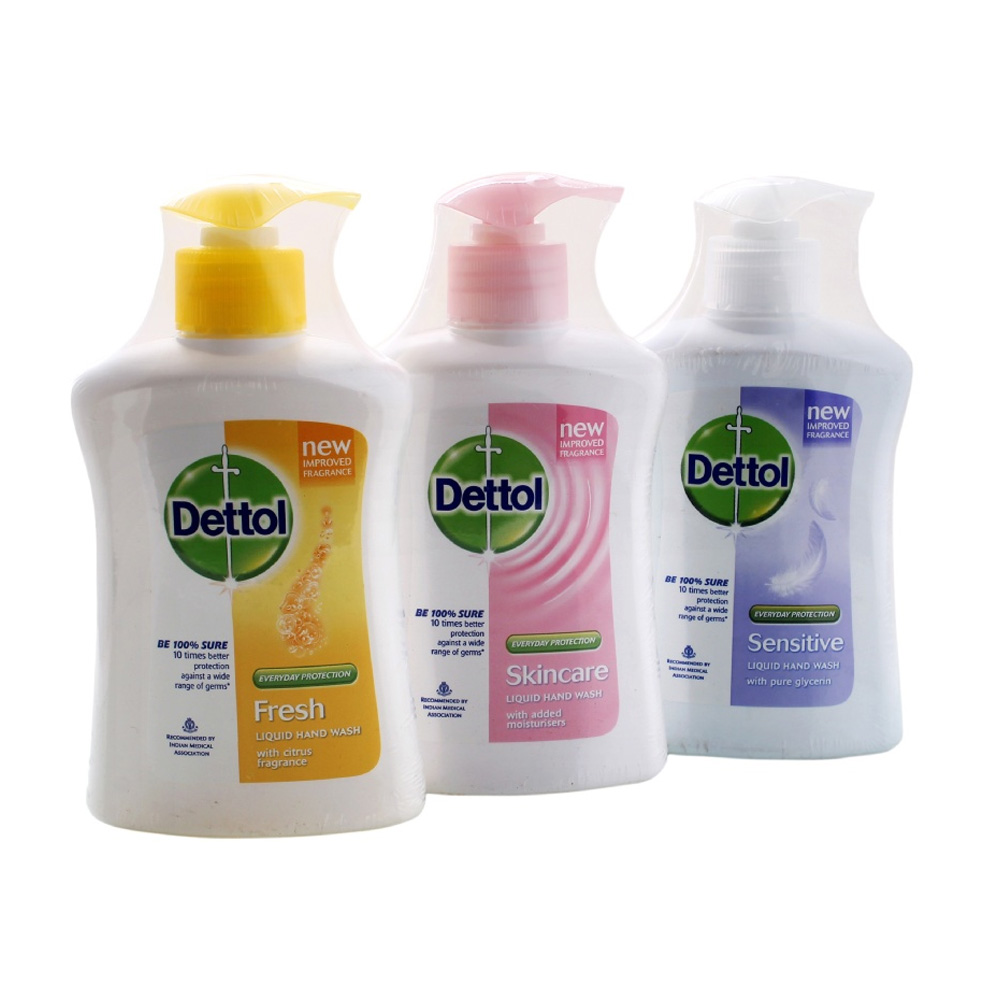 new
IMPROVED
FRAGRANCE
Dettol
BE 100% SURE
10 times better
protection
against a wide
range of germs*
EVERYDAY PROTECTION
Fresh
LIQUID HAND WASH
with citrus
fragrance
RECOMMENDED BY
INDIAN MEDICAL
ASSOCIATION
new
IMPROVED
FRAGRANCE
Dettol
BE 100% SURE
10 times better
protection
against a wide
range of germs*
EVERYDAY PROTECTION
Skincare
LIQUID HAND WASH
with added
moisturisers
RECOMMENDED BY
INDIAN MEDICAL
ASSOCIATION
new
IMPROVED
FRAGRANCE
Dettol
BE 100% SURE
10 times better
protection
against a wide
range of germs*
EVERYDAY PROTECTION
Sensitive
LIQUID HAND WASH
with pure glycerin
RECOMMENDED BY
INDIAN MEDICAL
ASSOCIATION